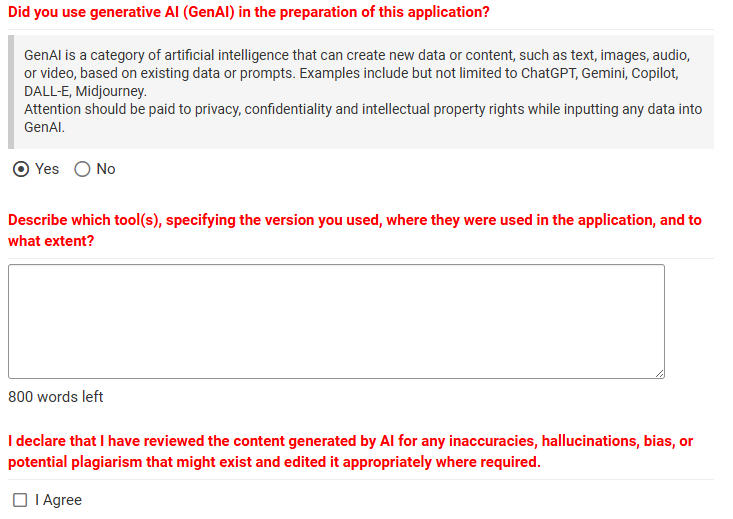 Did you use generative AI (GenAI) in the preparation of this application?
GenAI is a category of artificial intelligence that can create new data or content, such as text, images, audio,
or video, based on existing data or prompts. Examples include but not limited to ChatGPT, Gemini, Copilot,
DALL-E, Midjourney.
Attention should be paid to privacy, confidentiality and intellectual property rights while inputting any data into
GenAI.
Yes No
Describe which tool(s), specifying the version you used, where they were used in the application, and to
what extent?
800 words left
I declare that I have reviewed the content generated by AI for any inaccuracies, hallucinations, bias, or
potential plagiarism that might exist and edited it appropriately where required.
I Agree